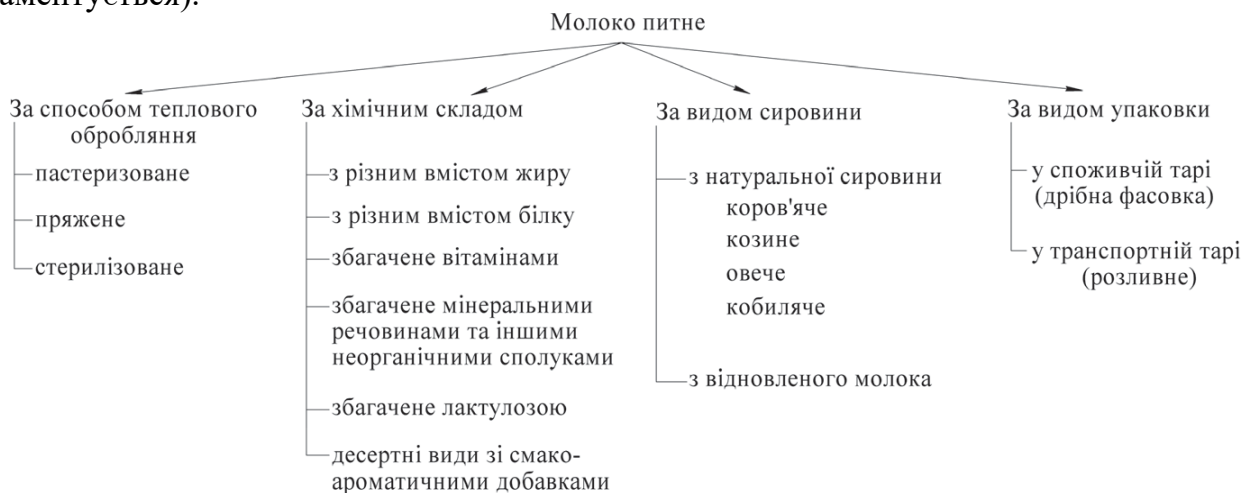 аментується).
Молоко питне
За способом теплового
обробляння
пастеризоване
пряжене
стерилізоване
За хімічним складом
з різним вмістом жиру
з різним вмістом білку
збагачене вітамінами
збагачене мінеральними
речовинами та іншими
неорганічними сполуками
збагачене лактулозою
десертні види зі смако-
ароматичними добавками
За видом сировини
з натуральної сировини
коров'яче
козине
овече
кобиляче
з відновленого молока
За видом упаковки
у споживчій тарі
(дрібна фасовка)
у транспортній тарі
(розливне)